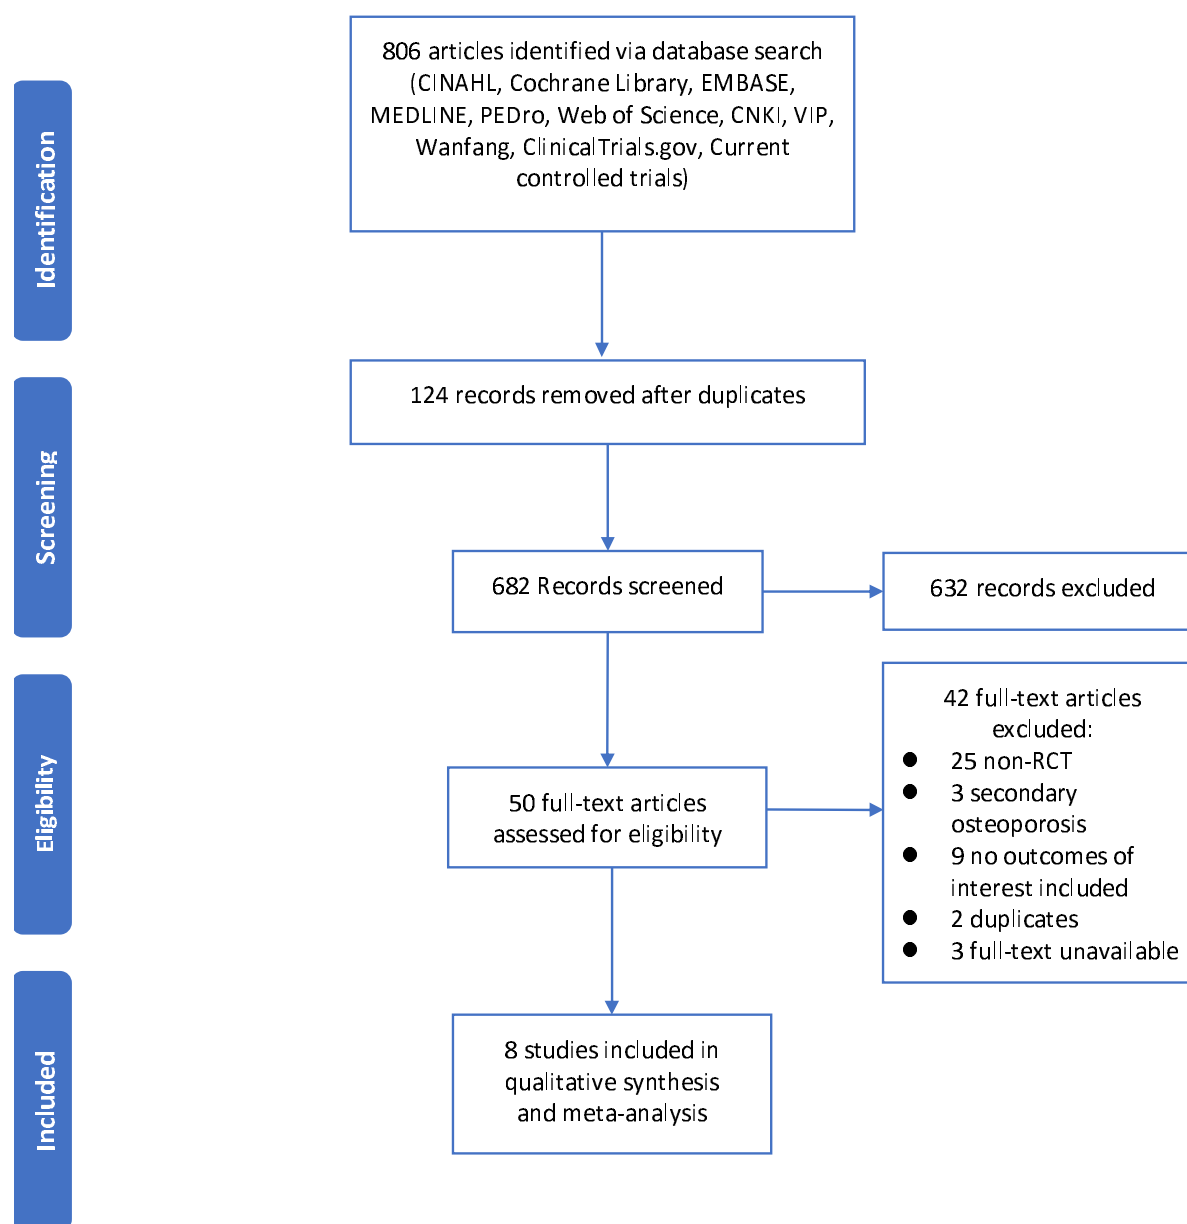 Identification
806 articles identified via database search
(CINAHL, Cochrane Library, EMBASE,
MEDLINE, PEDro, Web of Science, CNKI, VIP,
Wanfang, ClinicalTrials.gov, Current
controlled trials)
Screening
124 records removed after duplicates
682 Records screened
632 records excluded
Eligibility
50 full-text articles
assessed for eligibility
42 full-text articles
excluded:
● 25 non-RCT
● 3 secondary
osteoporosis
● 9 no outcomes of
interest included
● 2 duplicates
● 3 full-text unavailable
Included
8 studies included in
qualitative synthesis
and meta-analysis